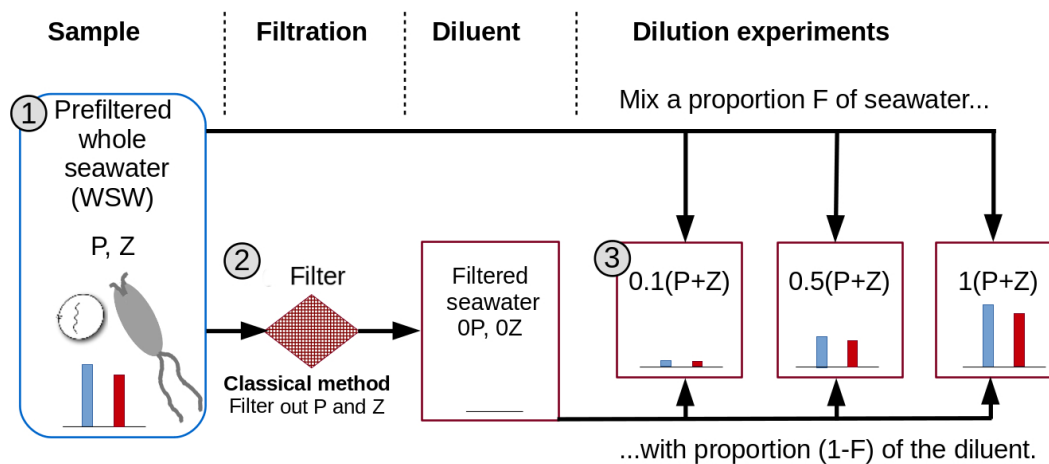 Sample
Filtration
Diluent
Dilution experiments
1
Prefiltered
whole
seawater
(WSW)
P, Z
Mix a proportion F of seawater...
2
Filter
Classical method
Filter out P and Z
Filtered
seawater
0P, 0Z
3
0.1(P+Z)
0.5(P+Z)
1(P+Z)
...with proportion (1-F) of the diluent.